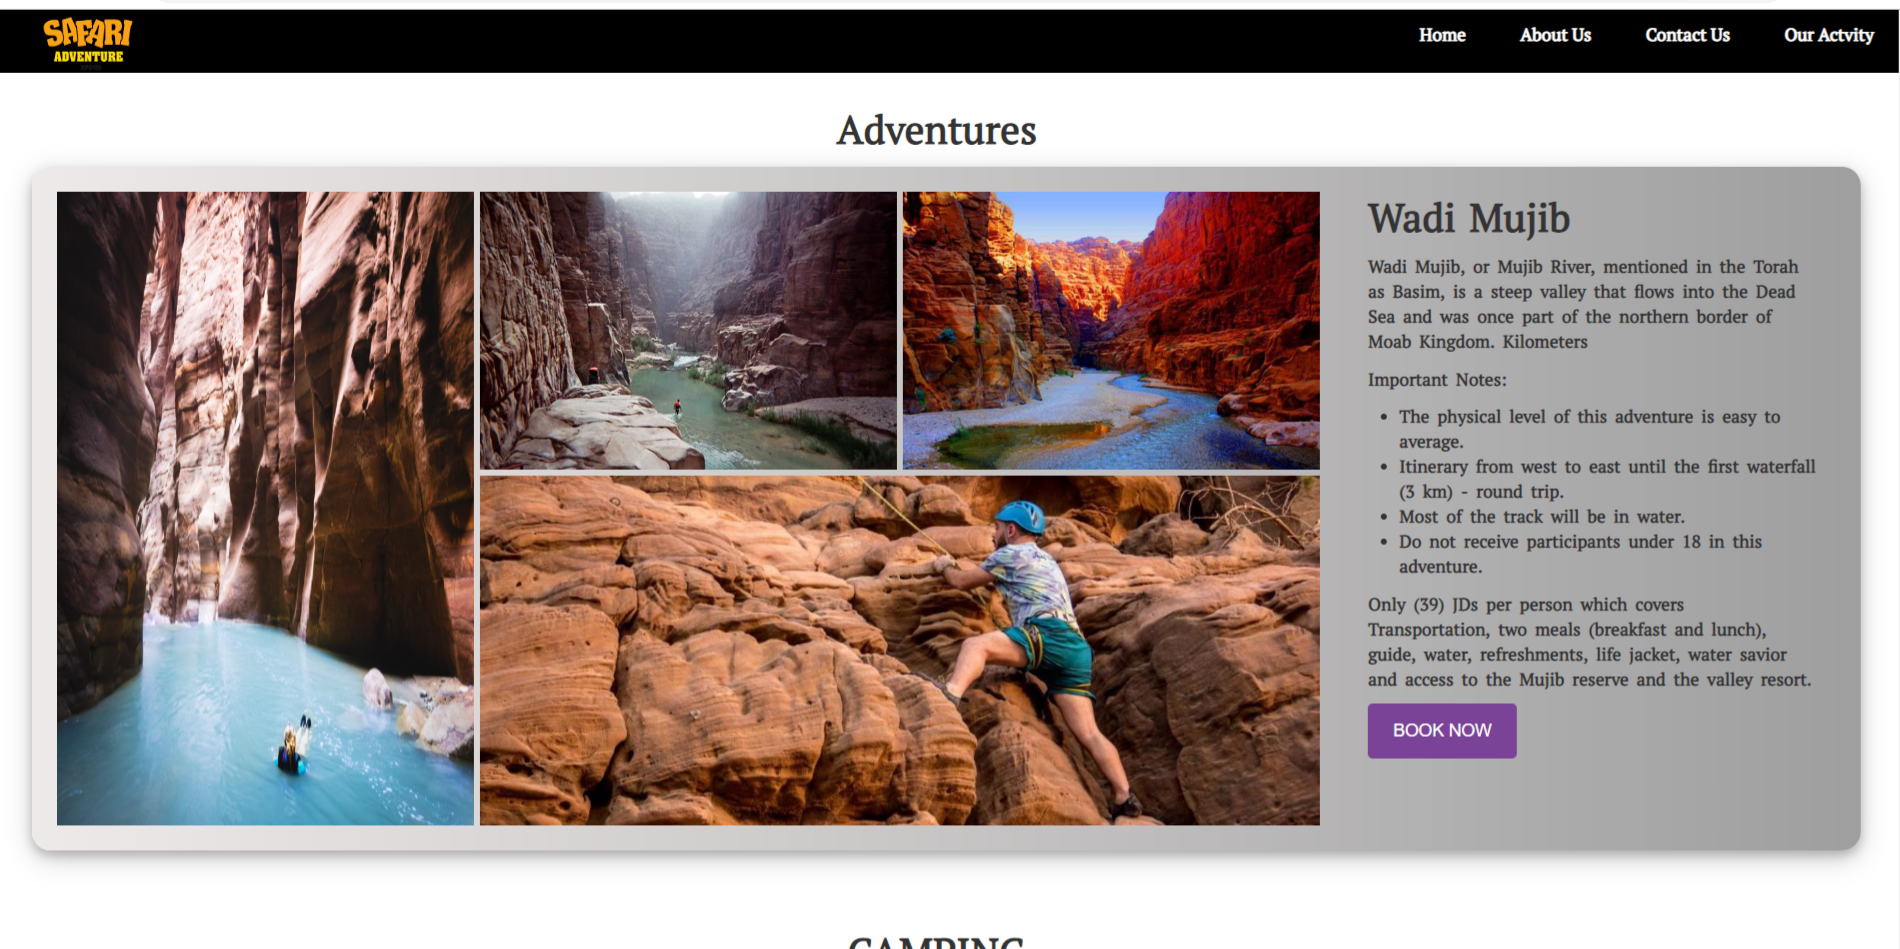 SAFARI
ADVENTURE
Home
About Us
Contact Us
Our Actvity
Adventures
Wadi Mujib
Wadi Mujib, or Mujib River, mentioned in the Torah
as Basim, is a steep valley that flows into the Dead
Sea and was once part of the northern border of
Moab Kingdom. Kilometers
Important Notes:
• The physical level of this adventure is easy to
average.
• Itinerary from west to east until the first waterfall
(3 km) - round trip.
• Most of the track will be in water.
• Do not receive participants under 18 in this
adventure.
Only (39) JDs per person which covers
Transportation, two meals (breakfast and lunch),
guide, water, refreshments, life jacket, water savior
and access to the Mujib reserve and the valley resort.
BOOK NOW
CAMPING